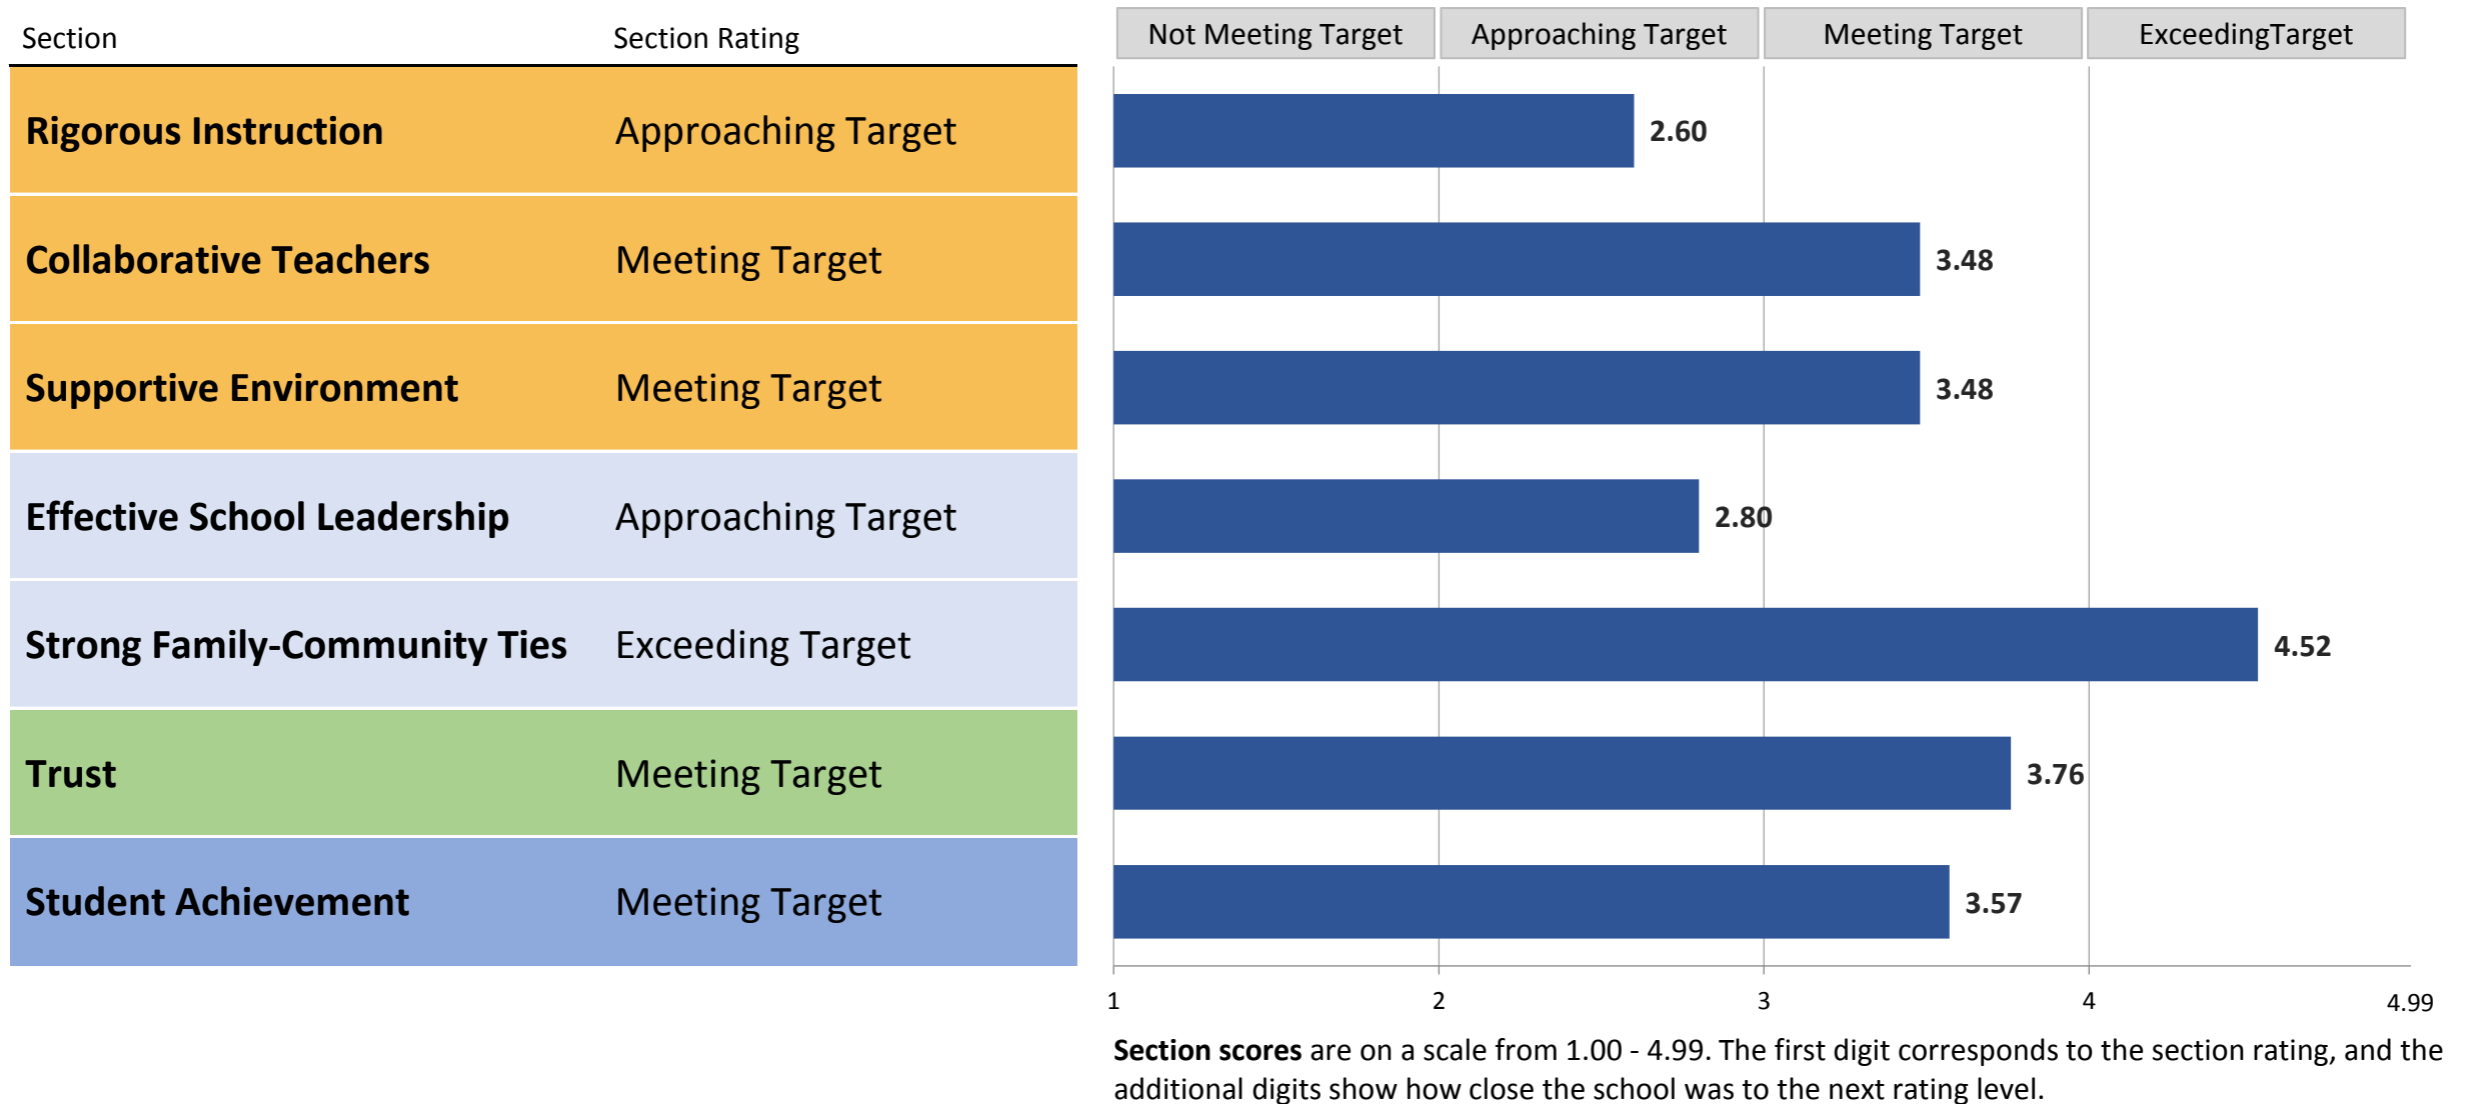 Section Section Rating Not Meeting Target Approaching Target Meeting Target ExceedingTarget
Rigorous Instruction Approaching Target 2.60
Collaborative Teachers Meeting Target 3.48
Supportive Environment Meeting Target 3.48
Effective School Leadership Approaching Target 2.80
Strong Family-Community Ties Exceeding Target 4.52
Trust Meeting Target 3.76
Student Achievement Meeting Target 3.57
1 2 3 4 4.99
Section scores are on a scale from 1.00 - 4.99. The first digit corresponds to the section rating, and the
additional digits show how close the school was to the next rating level.